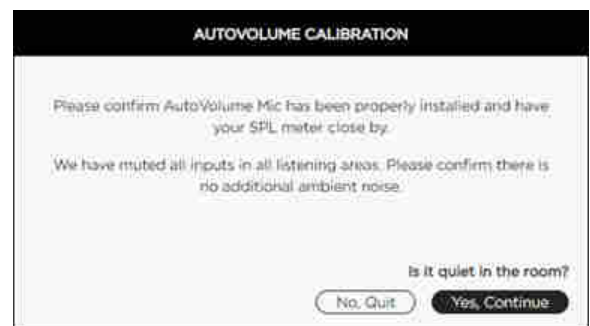 AUTOVOLUME CALIBRATION
Please confirm AutoVolume Mic has been properly installed and have
your SPL meter close by.
We have muted all inputs in all listening areas. Please confirm there is
no additional ambient noise.
Is it quiet in the room?
No, Quit
Yes, Continue